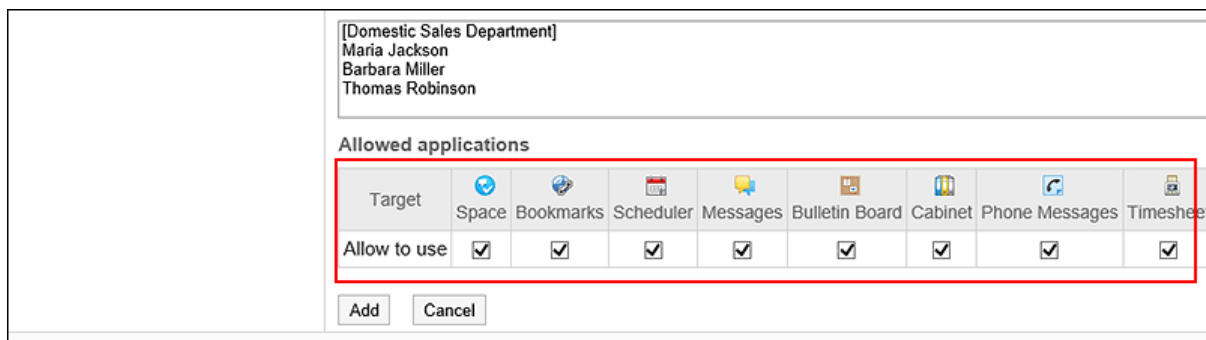 [Domestic Sales Department]
Maria Jackson
Barbara Miller
Thomas Robinson
Allowed applications
Target Space Bookmarks Scheduler Messages Bulletin Board Cabinet Phone Messages Timeshee
Allow to use
Add Cancel